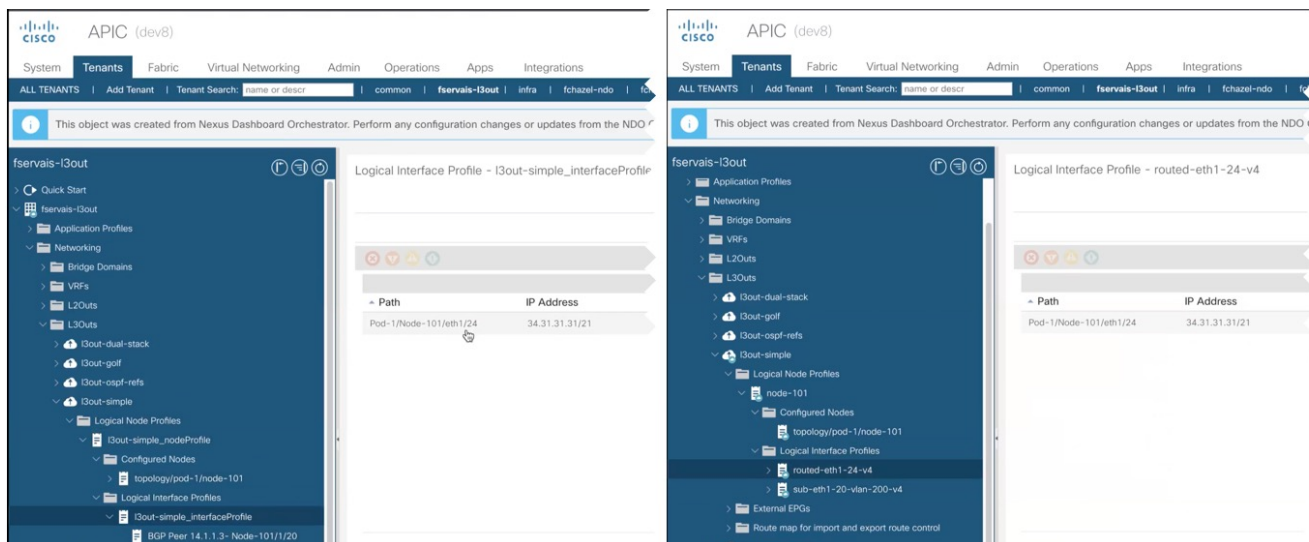 CISCO
APIC (dev8)
System Tenants Fabric Virtual Networking Admin Operations Apps Integrations
ALL TENANTS | Add Tenant | Tenant Search: name or descr | common | fservais-l3out | infra | fchazel-ndo |
This object was created from Nexus Dashboard Orchestrator. Perform any configuration changes or updates from the NDO
fservais-l3out
Quick Start
fservais-l3out
Application Profiles
Networking
Bridge Domains
VRFs
L2Outs
L3Outs
l3out-dual-stack
l3out-golf
l3out-ospf-refs
l3out-simple
Logical Node Profiles
l3out-simple_nodeProfile
Configured Nodes
topology/pod-1/node-101
Logical Interface Profiles
l3out-simple_interfaceProfile
BGP Peer 14.1.1.3- Node-101/1/20
Logical Interface Profile - l3out-simple_interfaceProfile
Path IP Address
Pod-1/Node-101/eth1/24 34.31.31.31/21
CISCO
APIC (dev8)
System Tenants Fabric Virtual Networking Admin Operations Apps Integrations
ALL TENANTS | Add Tenant | Tenant Search: name or descr | common | fservais-l3out | infra | fchazel-ndo |
This object was created from Nexus Dashboard Orchestrator. Perform any configuration changes or updates from the NDO
fservais-l3out
Application Profiles
Networking
Bridge Domains
VRFs
L2Outs
L3Outs
l3out-dual-stack
l3out-golf
l3out-ospf-refs
l3out-simple
Logical Node Profiles
node-101
Configured Nodes
topology/pod-1/node-101
Logical Interface Profiles
routed-eth1-24-v4
sub-eth1-20-vlan-200-v4
External EPGs
Route map for import and export route control
Logical Interface Profile - routed-eth1-24-v4
Path IP Address
Pod-1/Node-101/eth1/24 34.31.31.31/21